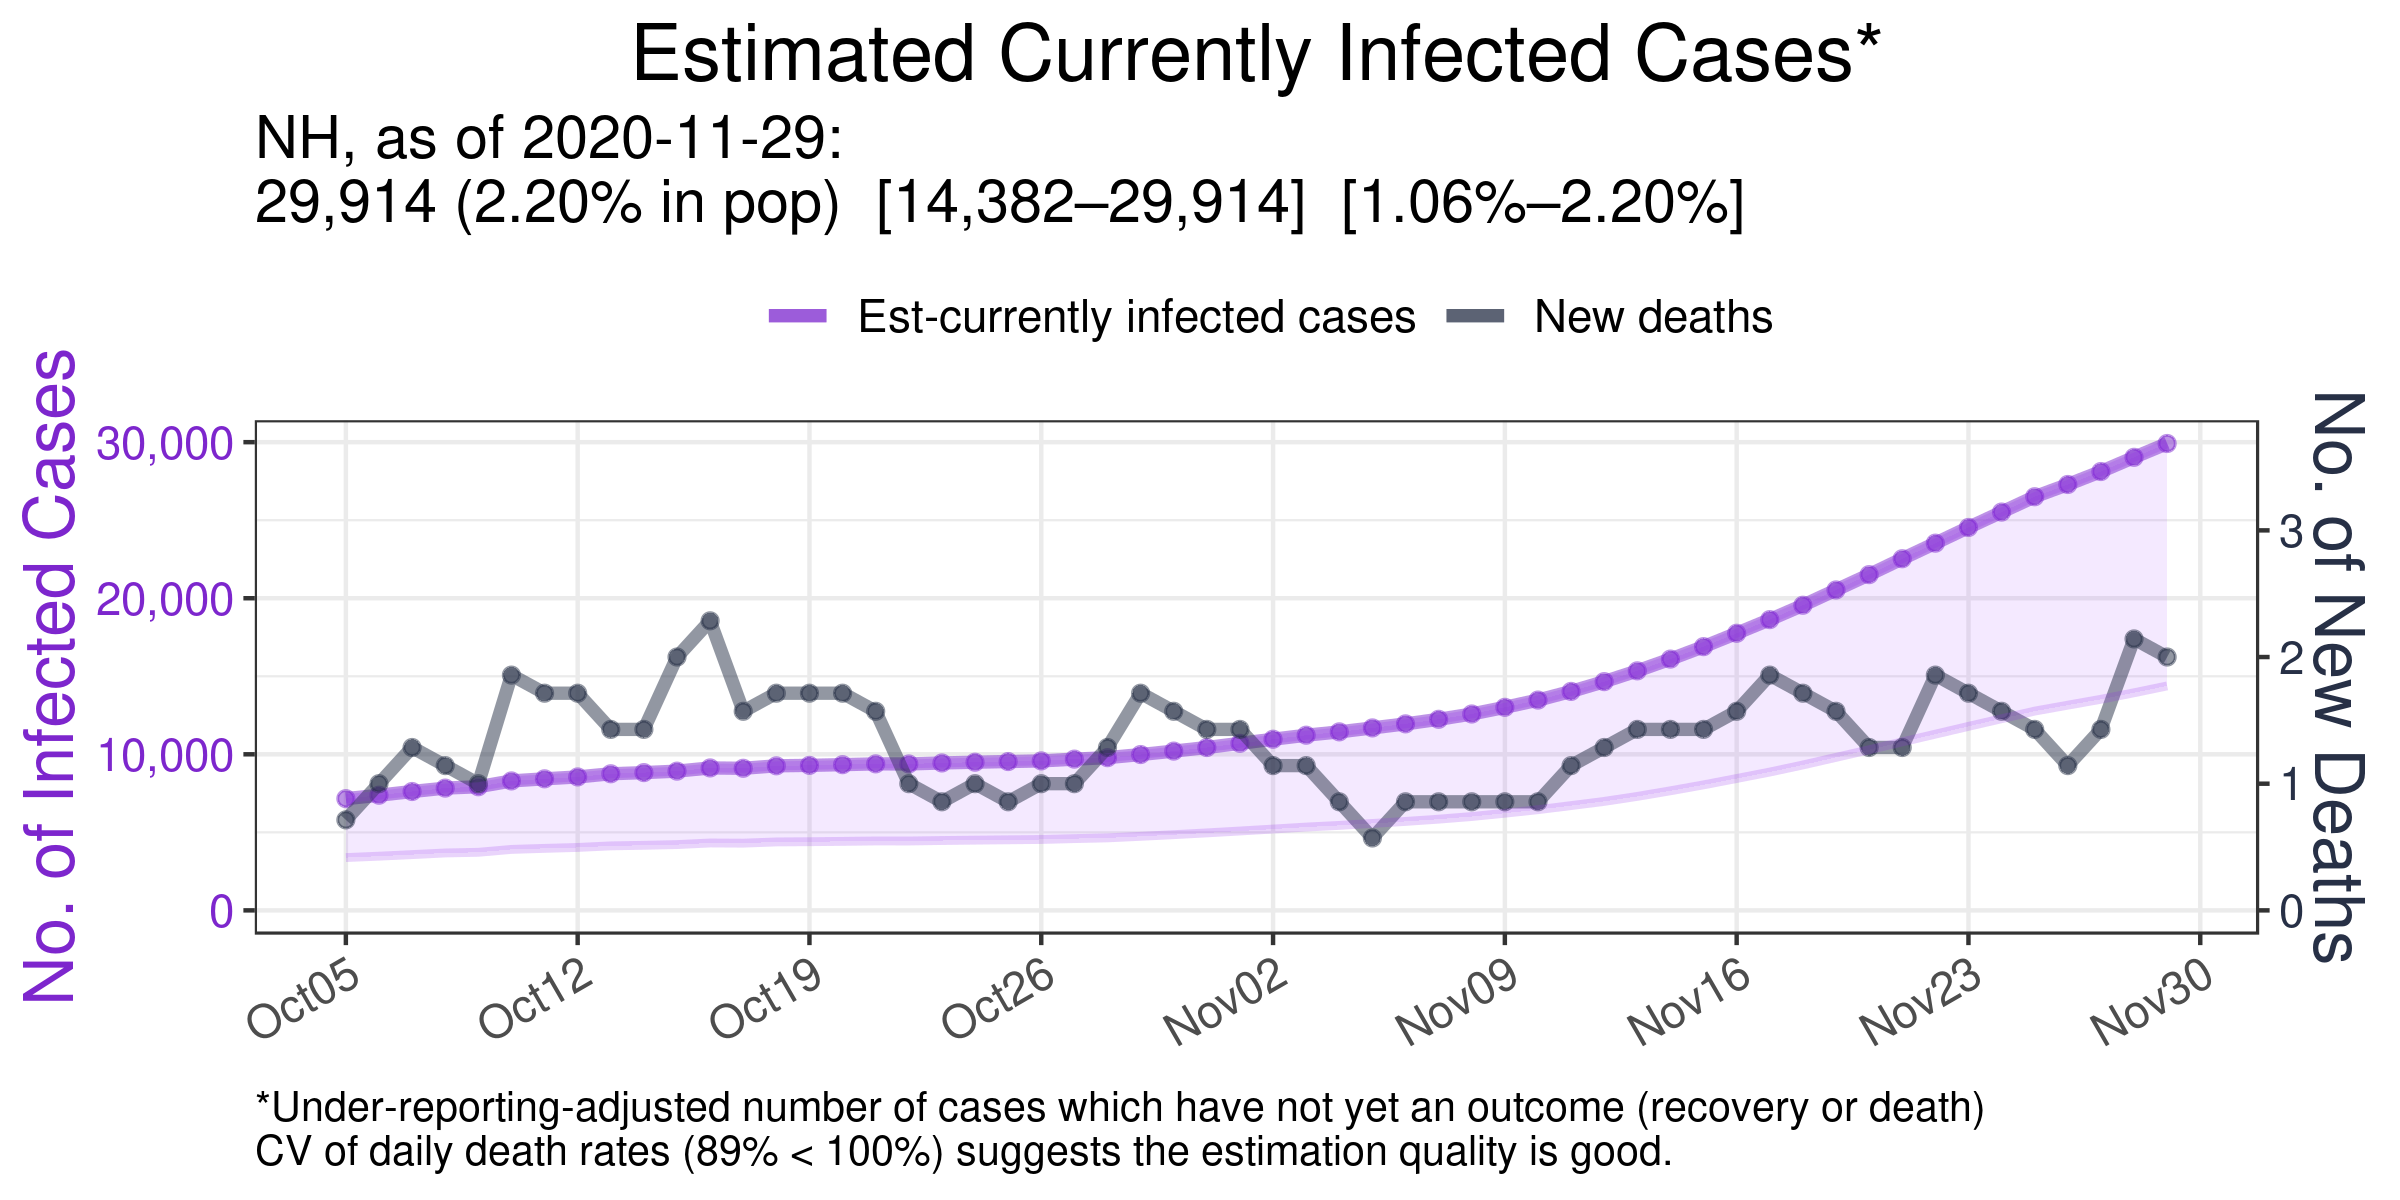 Estimated Currently Infected Cases*
NH, as of 2020-11-29:
29,914 (2.20% in pop)  [14,382–29,914]  [1.06%–2.20%]
Est-currently infected cases
New deaths
No. of Infected Cases
30,000
20,000
10,000
0
No. of New Deaths
3
2
1
0
Oct05
Oct12
Oct19
Oct26
Nov02
Nov09
Nov16
Nov23
Nov30
*Under-reporting-adjusted number of cases which have not yet an outcome (recovery or death)
CV of daily death rates (89% < 100%) suggests the estimation quality is good.